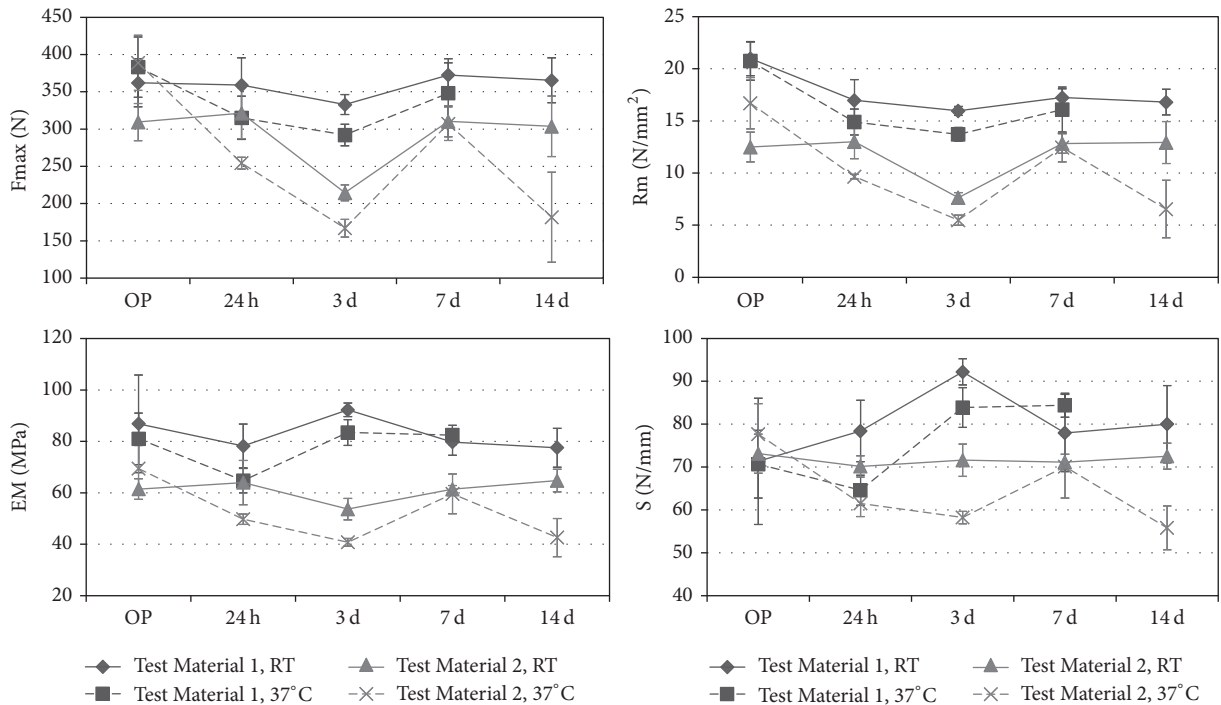 Fmax (N)
450
400
350
300
250
200
150
100
OP 24 h 3 d 7 d 14 d
Rm (N/mm²)
25
20
15
10
5
0
OP 24 h 3 d 7 d 14 d
EM (MPa)
120
100
80
60
40
20
OP 24 h 3 d 7 d 14 d
S (N/mm)
100
90
80
70
60
50
40
OP 24 h 3 d 7 d 14 d
Test Material 1, RT Test Material 2, RT
Test Material 1, 37°C Test Material 2, 37°C
Test Material 1, RT Test Material 2, RT
Test Material 1, 37°C Test Material 2, 37°C